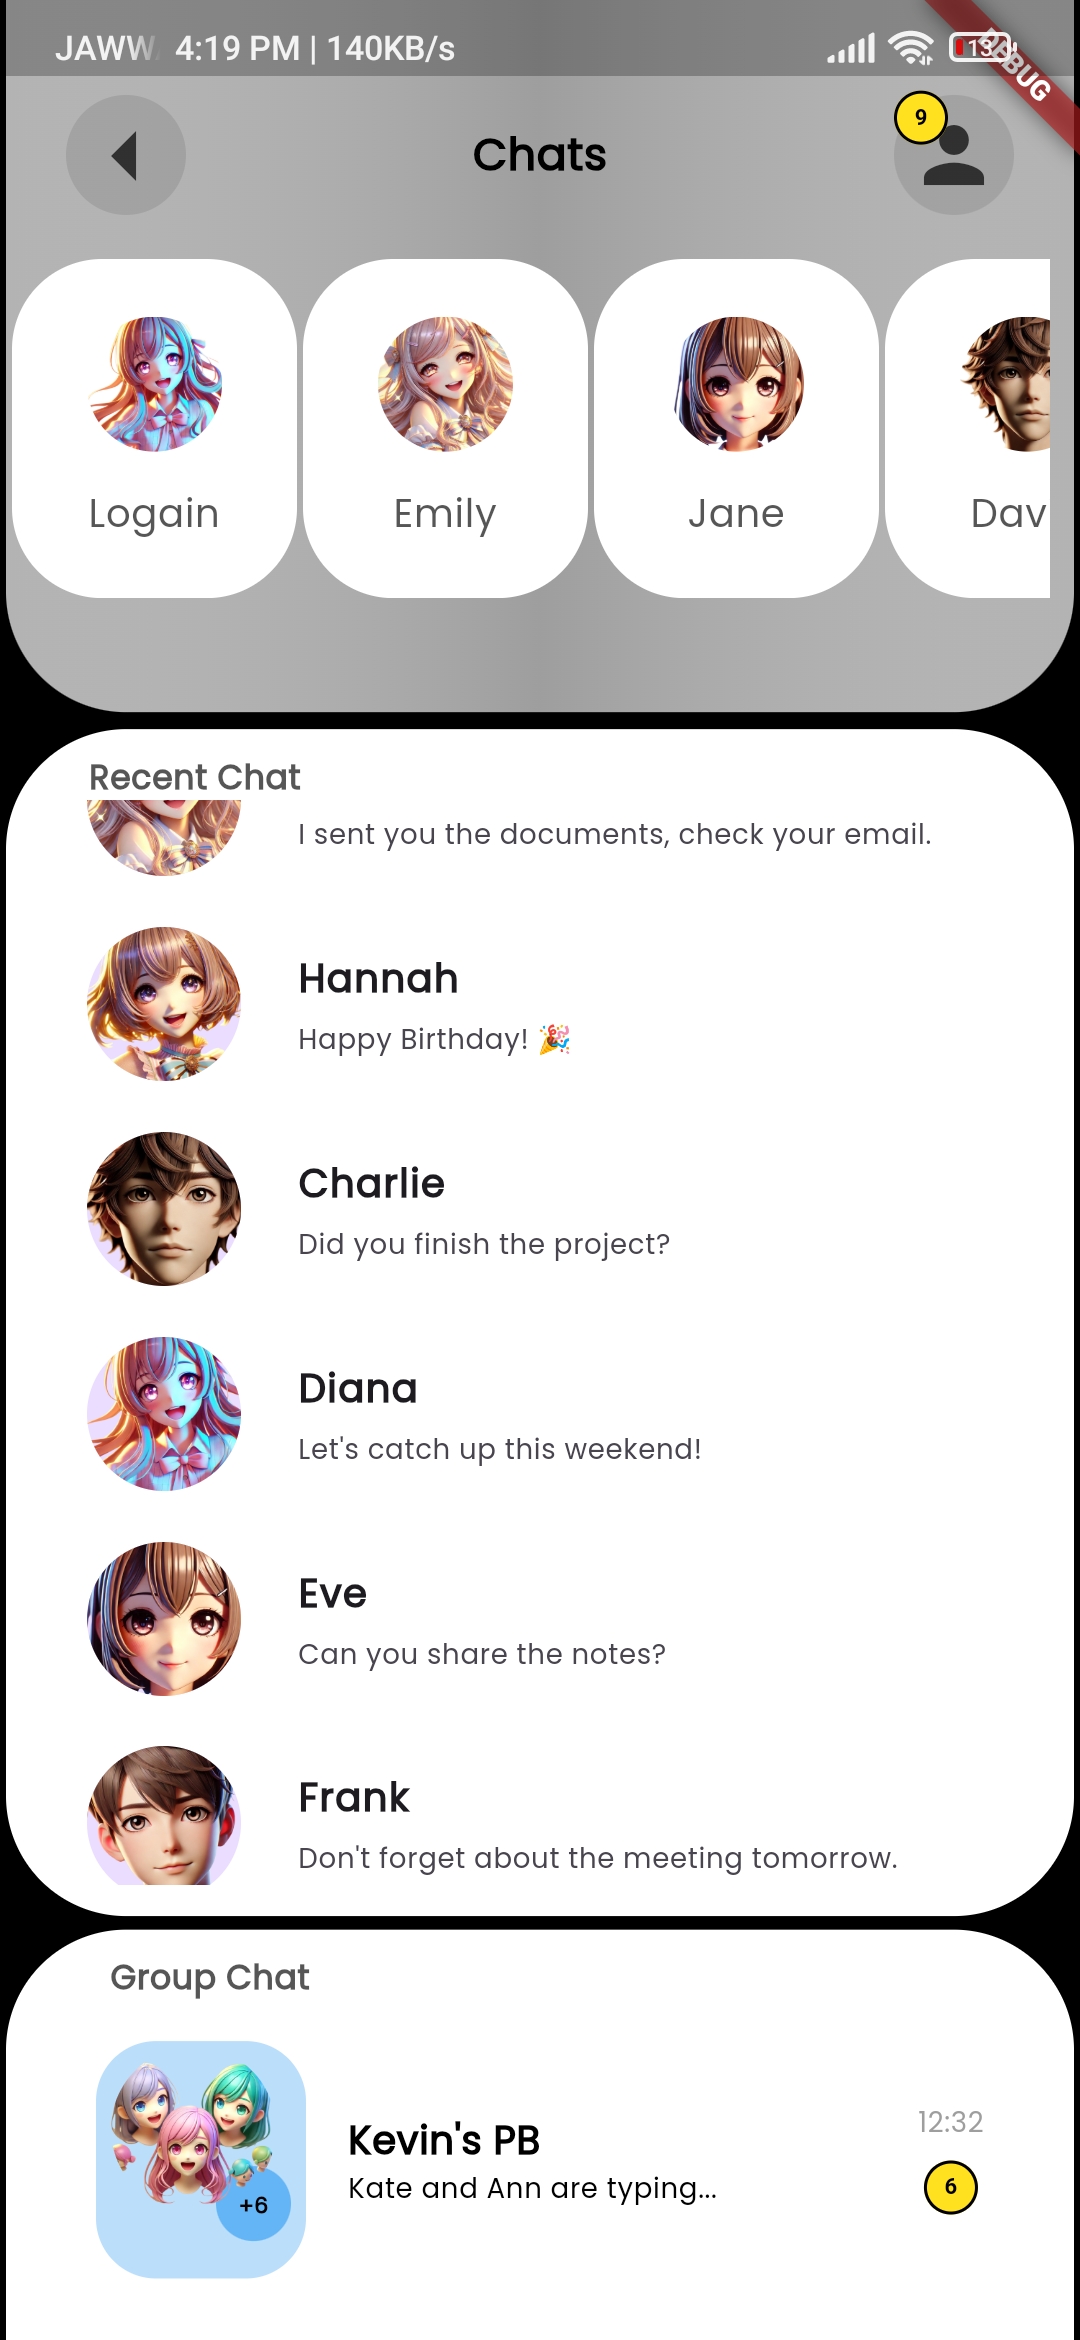 JAWW 4:19 PM | 140KB/s 13
DEBUG
9
Chats
Logain Emily Jane Dav
Recent Chat
I sent you the documents, check your email.
Hannah
Happy Birthday! 🎉
Charlie
Did you finish the project?
Diana
Let's catch up this weekend!
Eve
Can you share the notes?
Frank
Don't forget about the meeting tomorrow.
Group Chat
12:32
Kevin's PB
Kate and Ann are typing...
6
+6